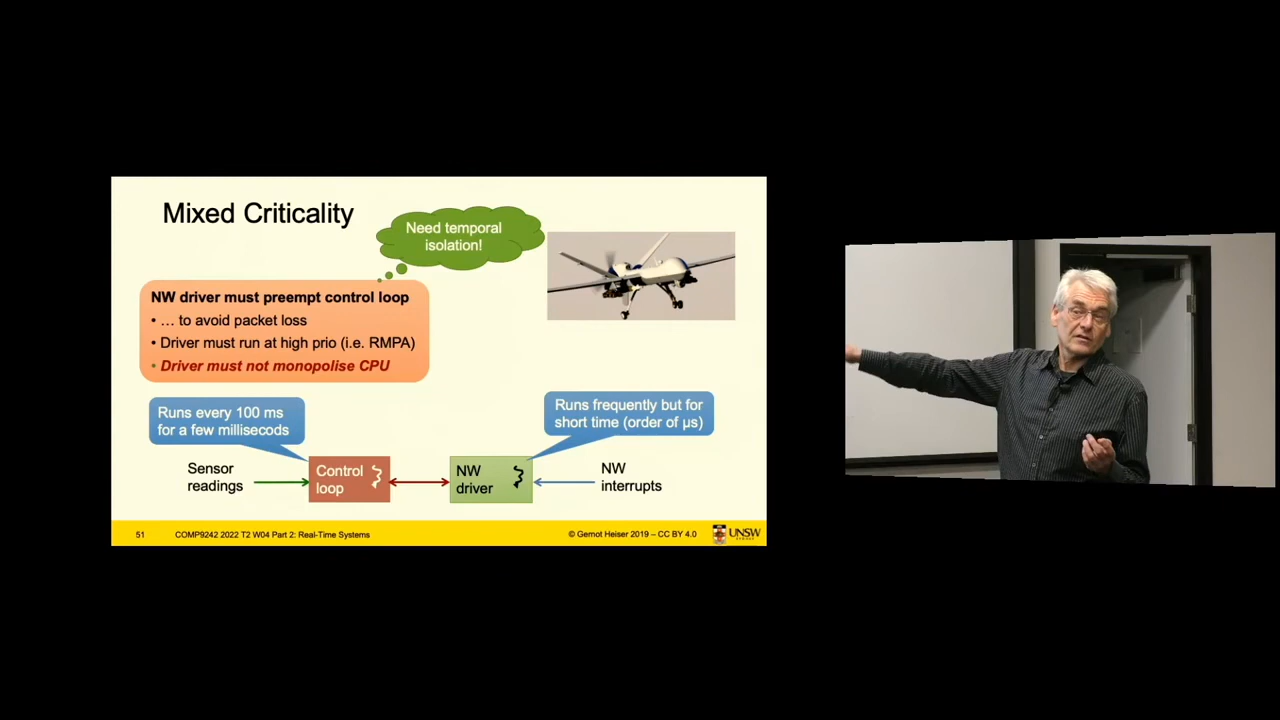 Mixed Criticality
Need temporal
isolation!
NW driver must preempt control loop
• … to avoid packet loss
• Driver must run at high prio (i.e. RMPA)
• Driver must not monopolise CPU
Runs every 100 ms
for a few millisecods
Runs frequently but for
short time (order of µs)
Sensor
readings
Control
loop
NW
driver
NW
interrupts
51
COMP9242 2022 T2 W04 Part 2: Real-Time Systems
© Gernot Heiser 2019 – CC BY 4.0
UNSW